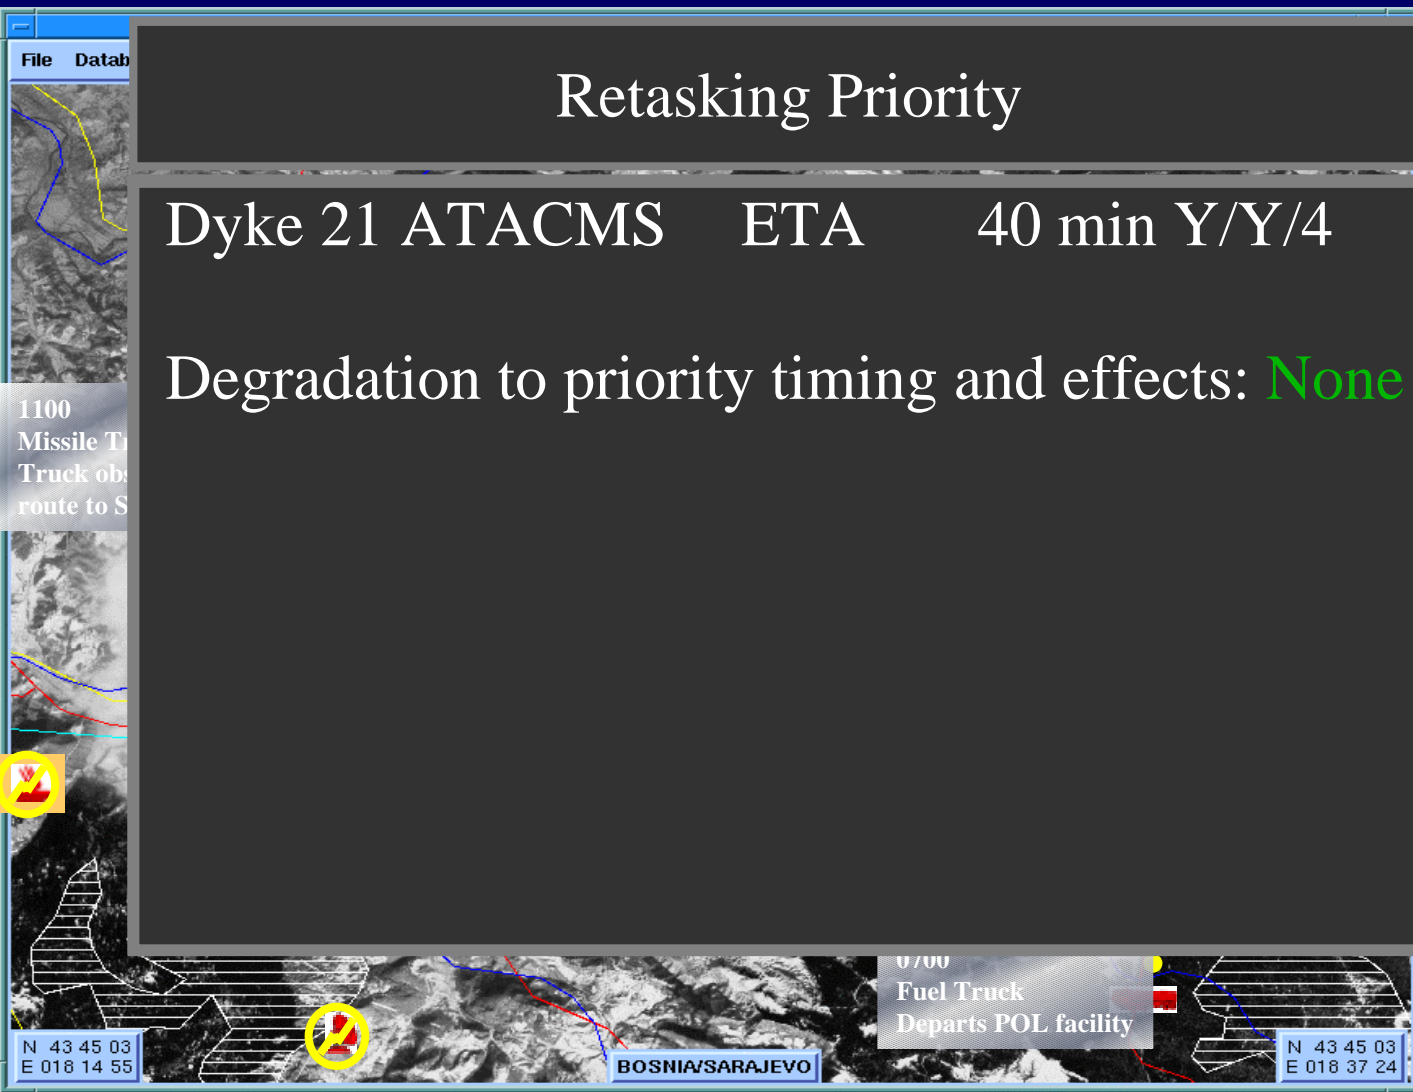 File Datab
Retasking Priority
Dyke 21 ATACMS ETA 40 min Y/Y/4
Degradation to priority timing and effects: None
1100
Missile T
Truck obs
route to S
0700
Fuel Truck
Departs POL facility
N 43 45 03
E 018 14 55
BOSNIA/SARAJEVO
N 43 45 03
E 018 37 24